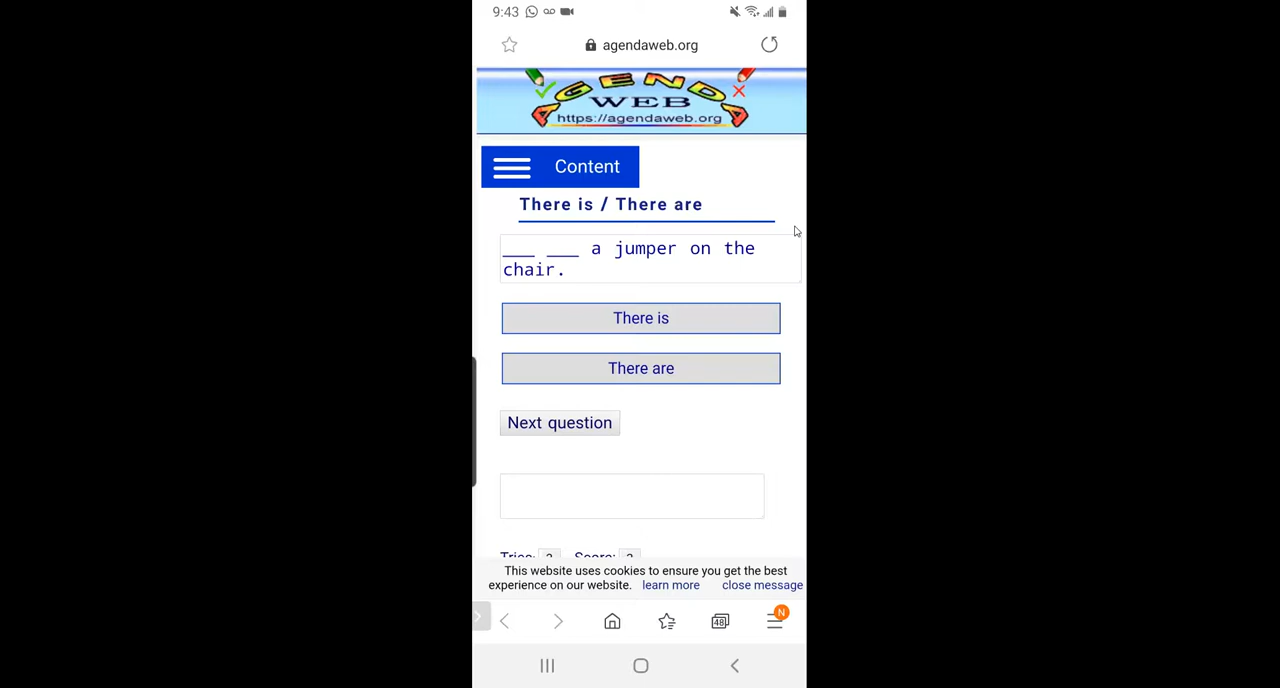 9:43
agendaweb.org
AGENDA
WEB
https://agendaweb.org
Content
There is / There are
___ ___ a jumper on the
chair.
There is
There are
Next question
Tries: Score:
This website uses cookies to ensure you get the best
experience on our website. learn more close message
48
N